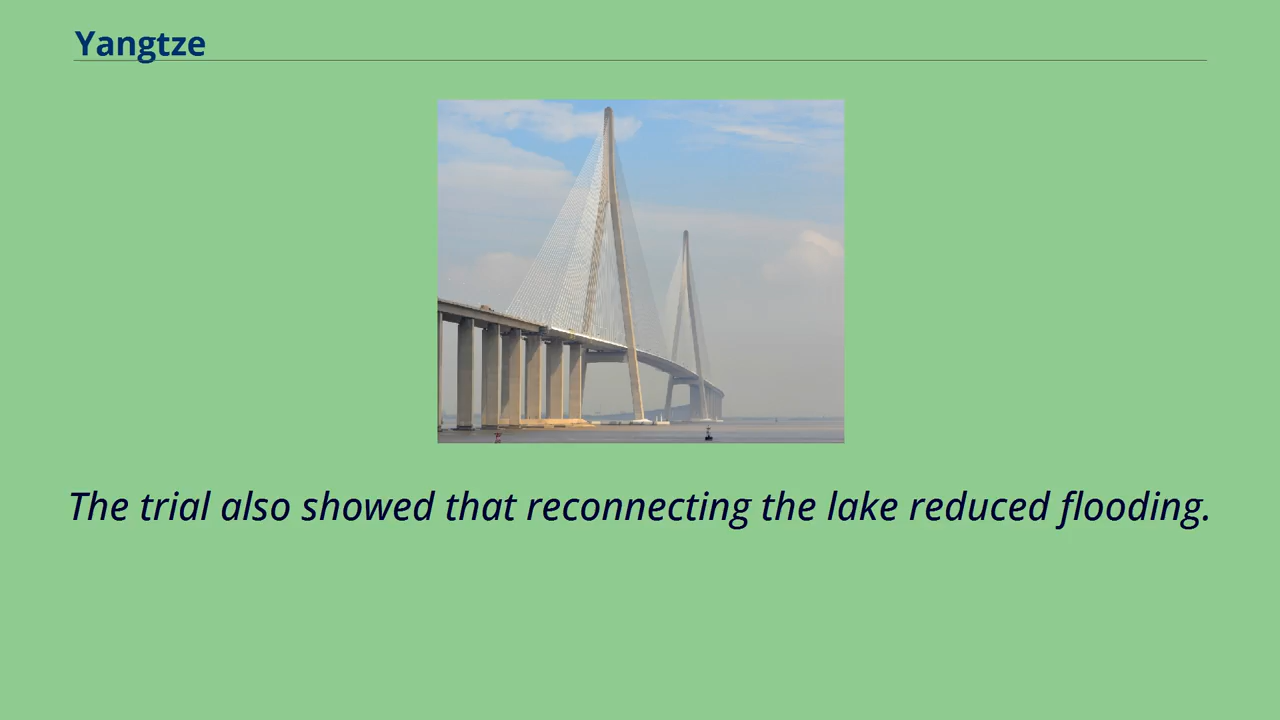 Yangtze
The trial also showed that reconnecting the lake reduced flooding.